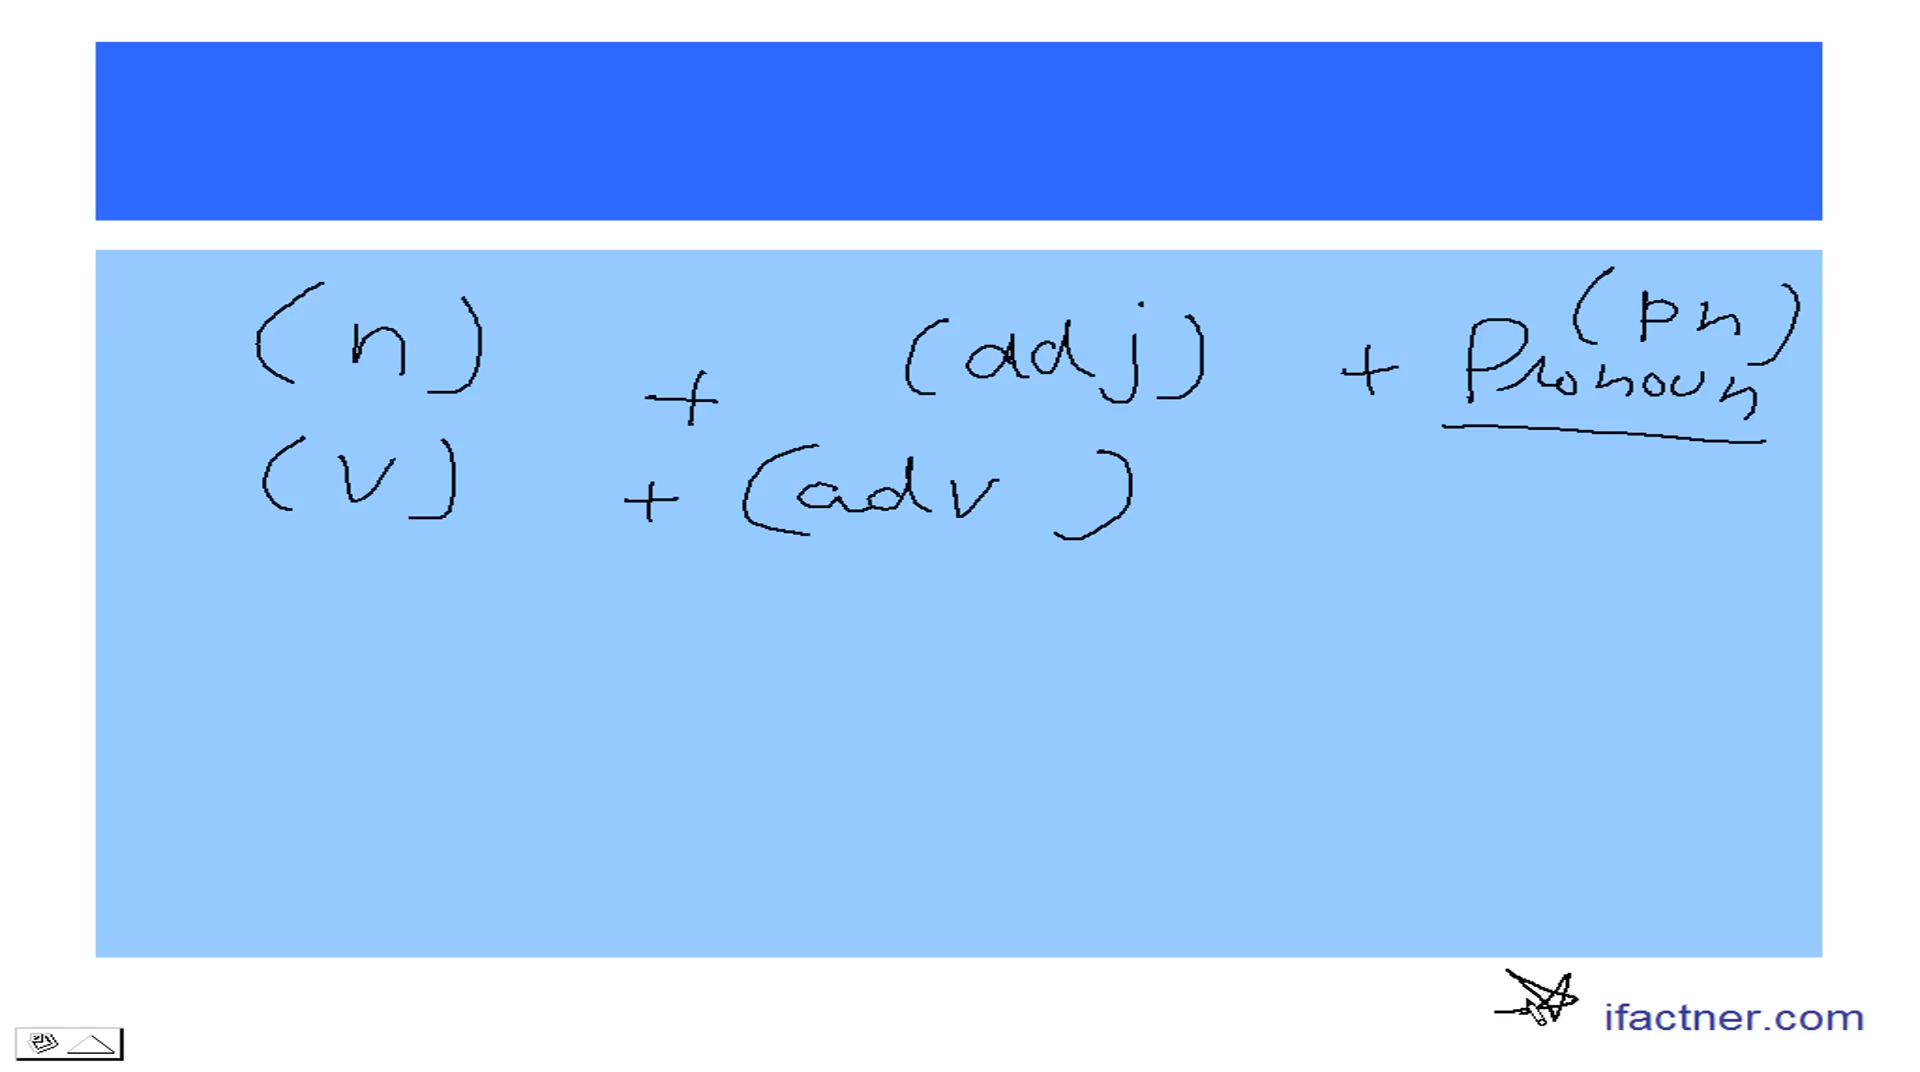 (n) + (adj) + Pronoun (pn)
(v) + (adv)
ifactner.com